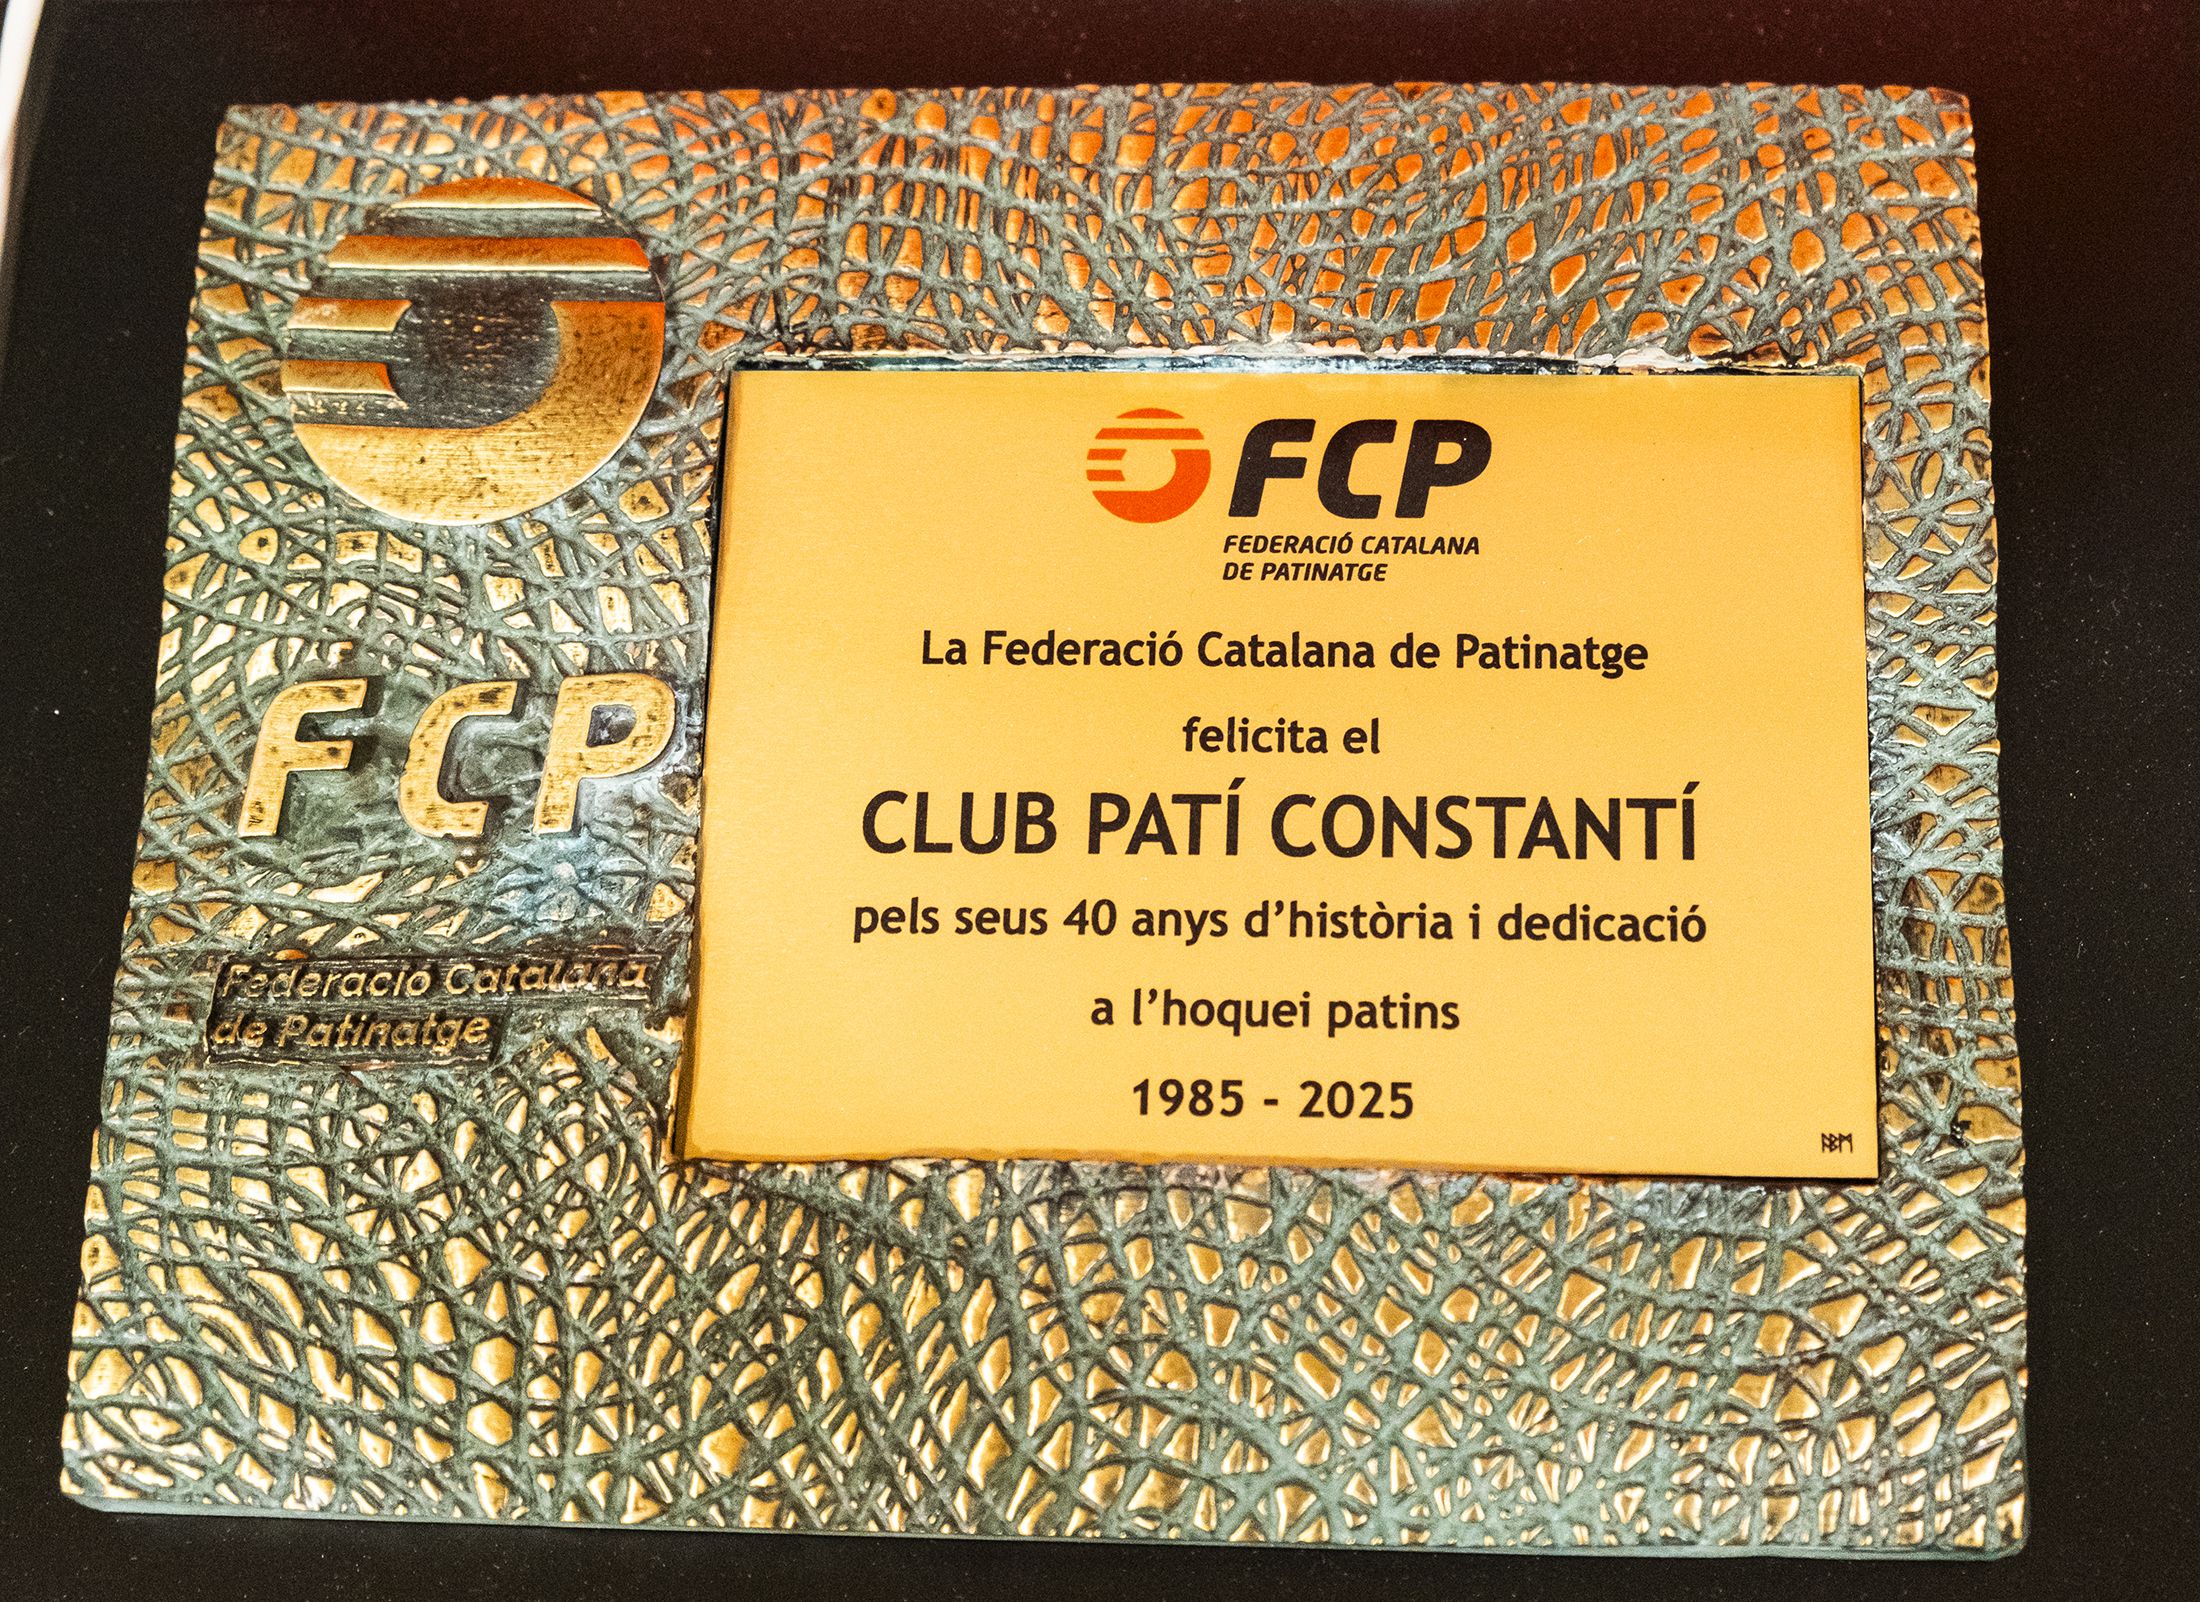 FCP
Federació Catalana
de Patinatge
FCP
FEDERACIÓ CATALANA
DE PATINATGE
La Federació Catalana de Patinatge
felicita el
CLUB PATÍ CONSTANTÍ
pels seus 40 anys d’història i dedicació
a l’hoquei patins
1985 - 2025